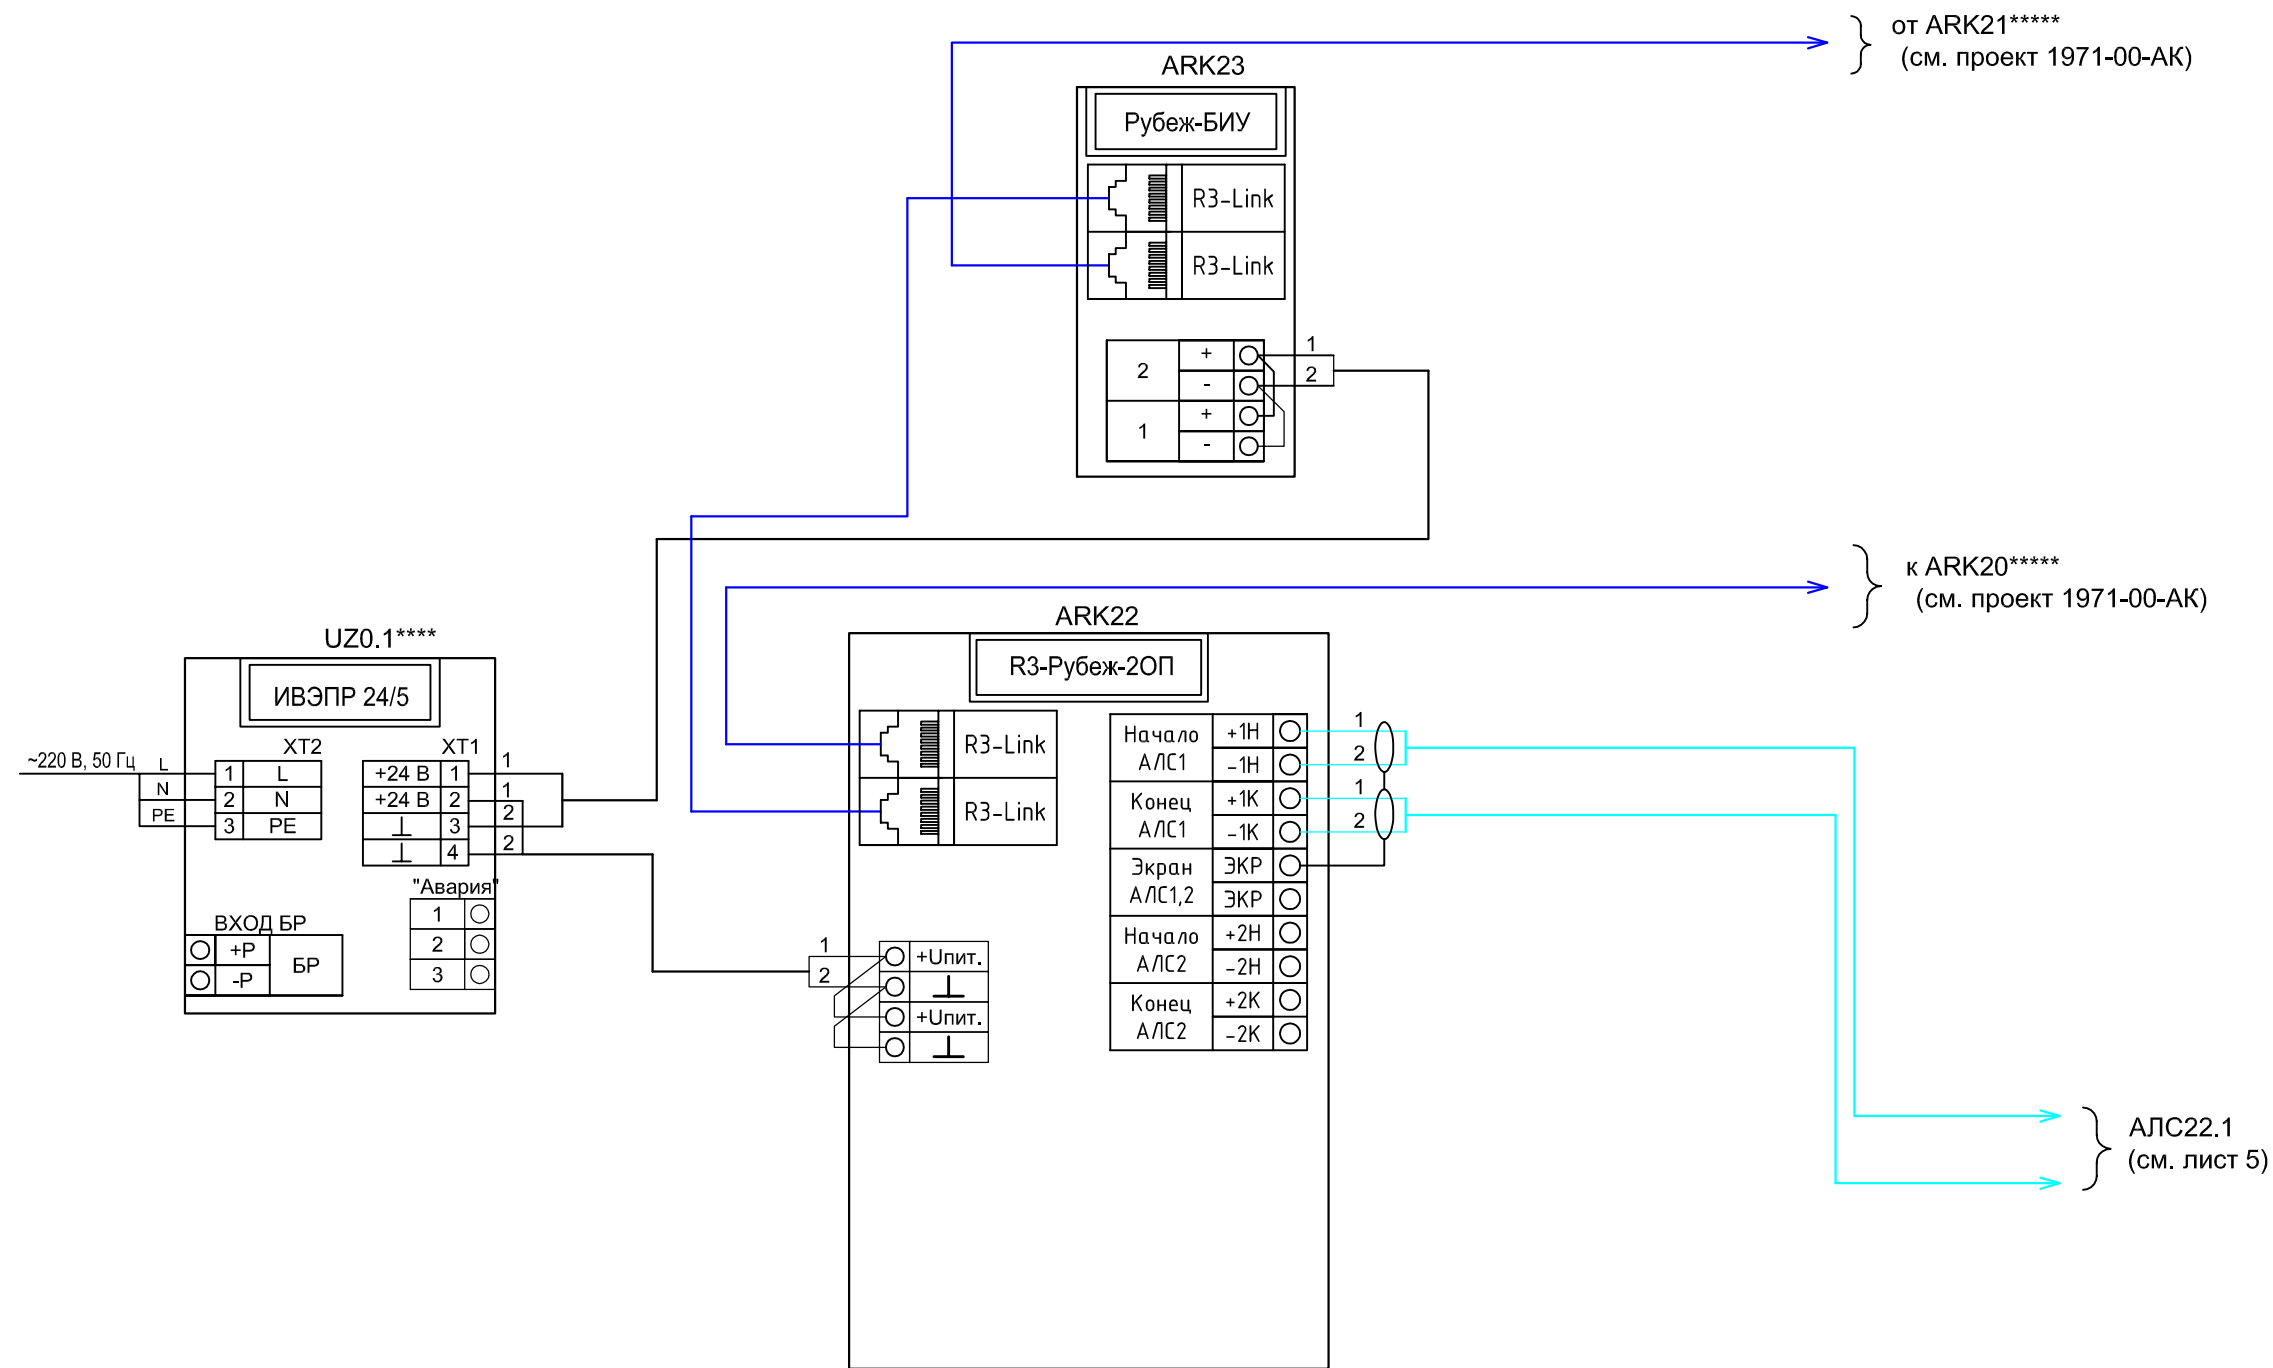 от ARK21*****
(см. проект 1971-00-АК)
ARK23
Рубеж-БИУ
R3-Link
R3-Link
2
+
-
1
+
-
1
2
к ARK20*****
(см. проект 1971-00-АК)
UZ0.1****
ИВЭПР 24/5
~220 В, 50 Гц
L
N
PE
XT2
1 L
2 N
3 PE
XT1
+24 В 1
+24 В 2
⊥ 3
⊥ 4
1
1
2
2
"Авария"
1
2
3
ВХОД БР
+Р
-Р
БР
ARK22
R3-Рубеж-2ОП
R3-Link
R3-Link
1
2
+Uпит.
⊥
+Uпит.
⊥
Начало
АЛС1
+1Н
-1Н
Конец
АЛС1
+1К
-1К
Экран
АЛС1,2
ЭКР
ЭКР
Начало
АЛС2
+2Н
-2Н
Конец
АЛС2
+2К
-2К
1
2
1
2
АЛС22.1
(см. лист 5)